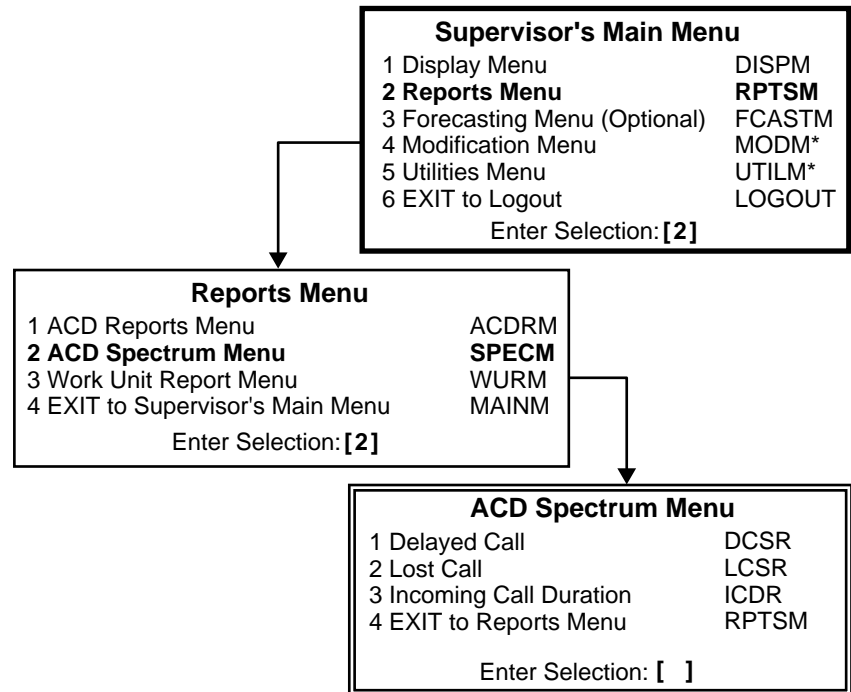 Supervisor's Main Menu
1 Display Menu DISPM
2 Reports Menu RPTSM
3 Forecasting Menu (Optional) FCASTM
4 Modification Menu MODM*
5 Utilities Menu UTILM*
6 EXIT to Logout LOGOUT
Enter Selection: [2]
Reports Menu
1 ACD Reports Menu ACDRM
2 ACD Spectrum Menu SPECM
3 Work Unit Report Menu WURM
4 EXIT to Supervisor's Main Menu MAINM
Enter Selection: [2]
ACD Spectrum Menu
1 Delayed Call DCSR
2 Lost Call LCSR
3 Incoming Call Duration ICDR
4 EXIT to Reports Menu RPTSM
Enter Selection: [ ]